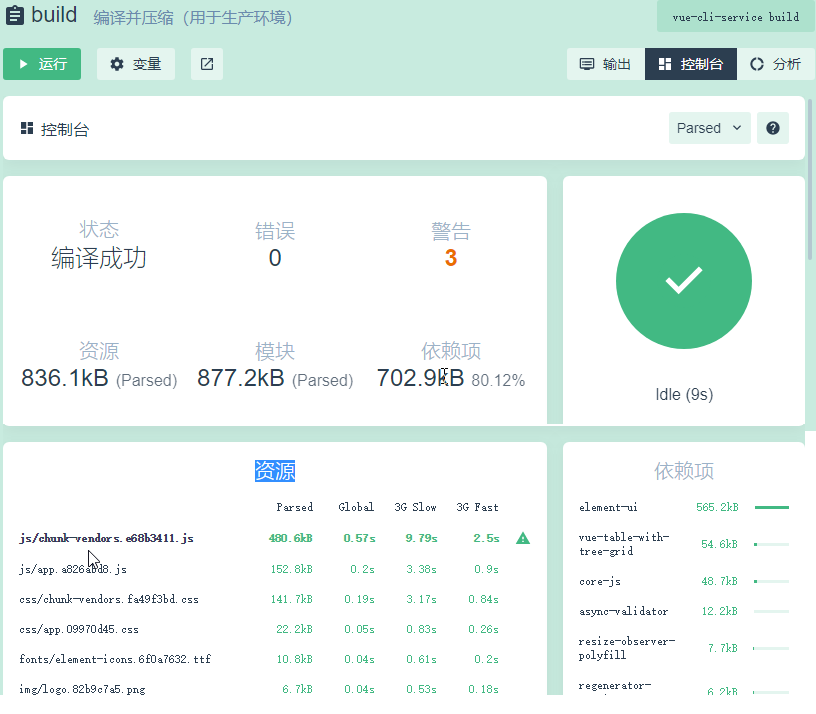 build 编译并压缩（用于生产环境） vue-cli-service build
运行 变量 输出 控制台 分析
控制台 Parsed
状态 错误 警告
编译成功 0 3
资源 模块 依赖项
836.1kB (Parsed) 877.2kB (Parsed) 702.9kB 80.12%
Idle (9s)
资源
Parsed Global 3G Slow 3G Fast
js/chunk-vendors.e68b3411.js 480.6kB 0.57s 9.79s 2.5s
js/app.a826abd8.js 152.8kB 0.2s 3.38s 0.9s
css/chunk-vendors.fa49f3bd.css 141.7kB 0.19s 3.17s 0.84s
css/app.09970d45.css 22.2kB 0.05s 0.83s 0.26s
fonts/element-icons.6f0a7632.ttf 10.8kB 0.04s 0.61s 0.2s
img/logo.82b9c7a5.png 6.7kB 0.04s 0.53s 0.18s
依赖项
element-ui 565.2kB
vue-table-with-
tree-grid 54.6kB
core-js 48.7kB
async-validator 12.2kB
resize-observer-
polyfill 7.7kB
regenerator-
6.2kB